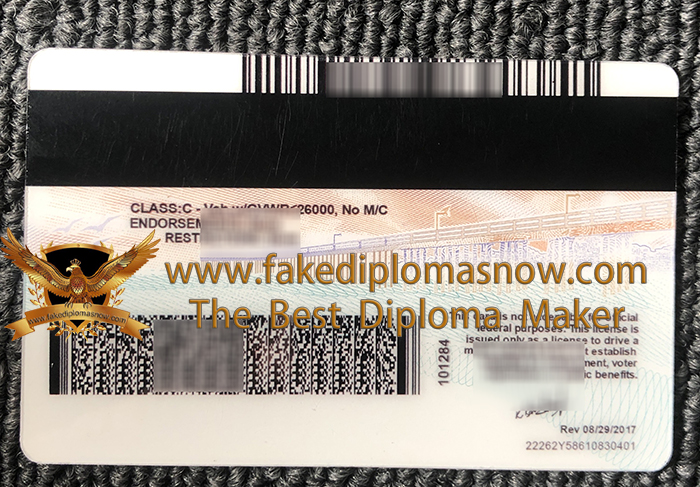 CLASS:C - Veh w/GVWR≤26000, No M/C
ENDORSEM
REST
www.fakediplomasnow.com
www.fakediplomasnow.com
The Best Diploma Maker
federal purposes. This license is
issued only as a license to drive a
establish
voter
benefits.
101284
Rev 08/29/2017
22262Y58610830401